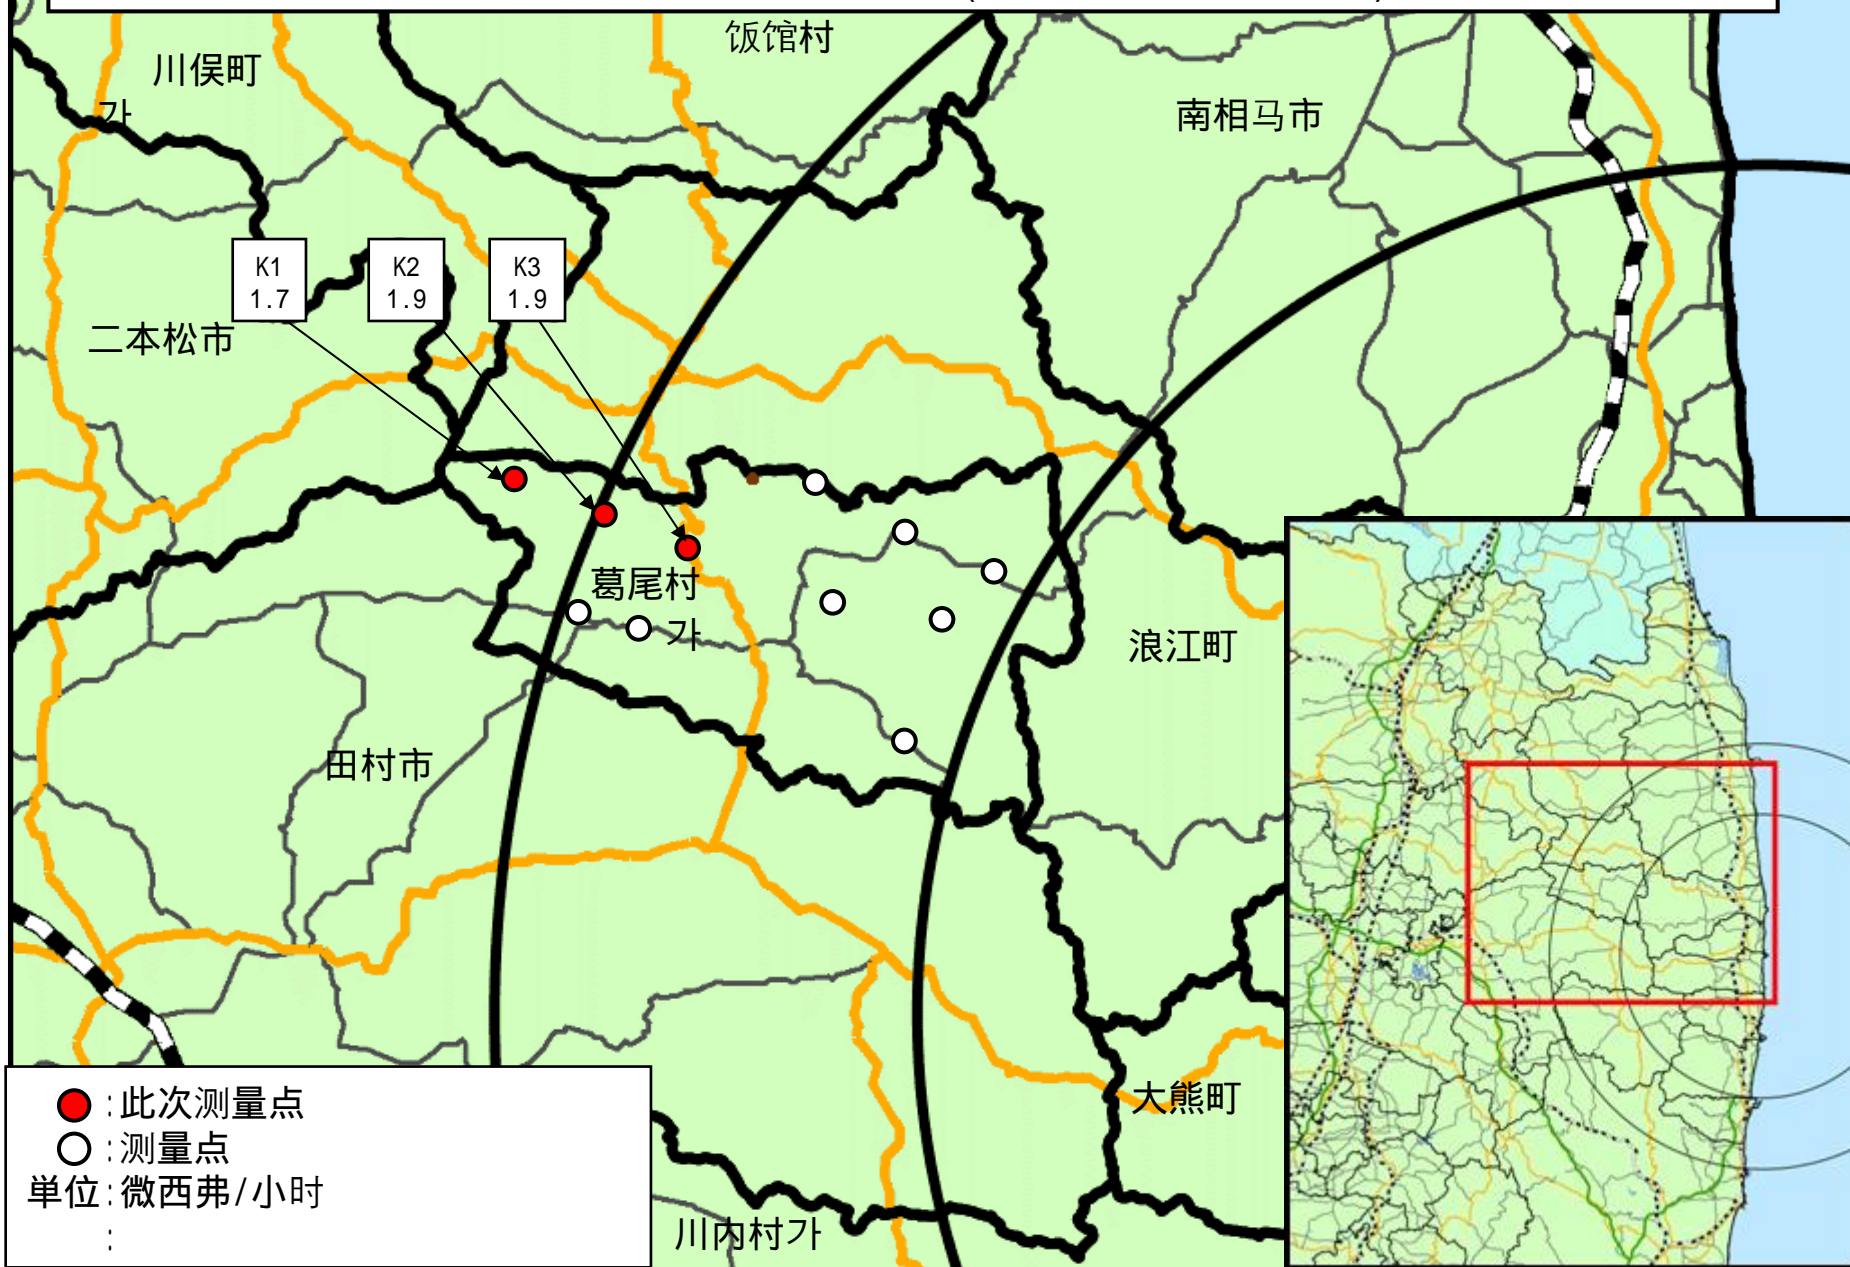 饭馆村
川俣町
가
南相马市
K1
1.7
K2
1.9
K3
1.9
二本松市
葛尾村
가
浪江町
田村市
大熊町
川内村가
:此次测量点
:测量点
単位:微西弗/小时
: